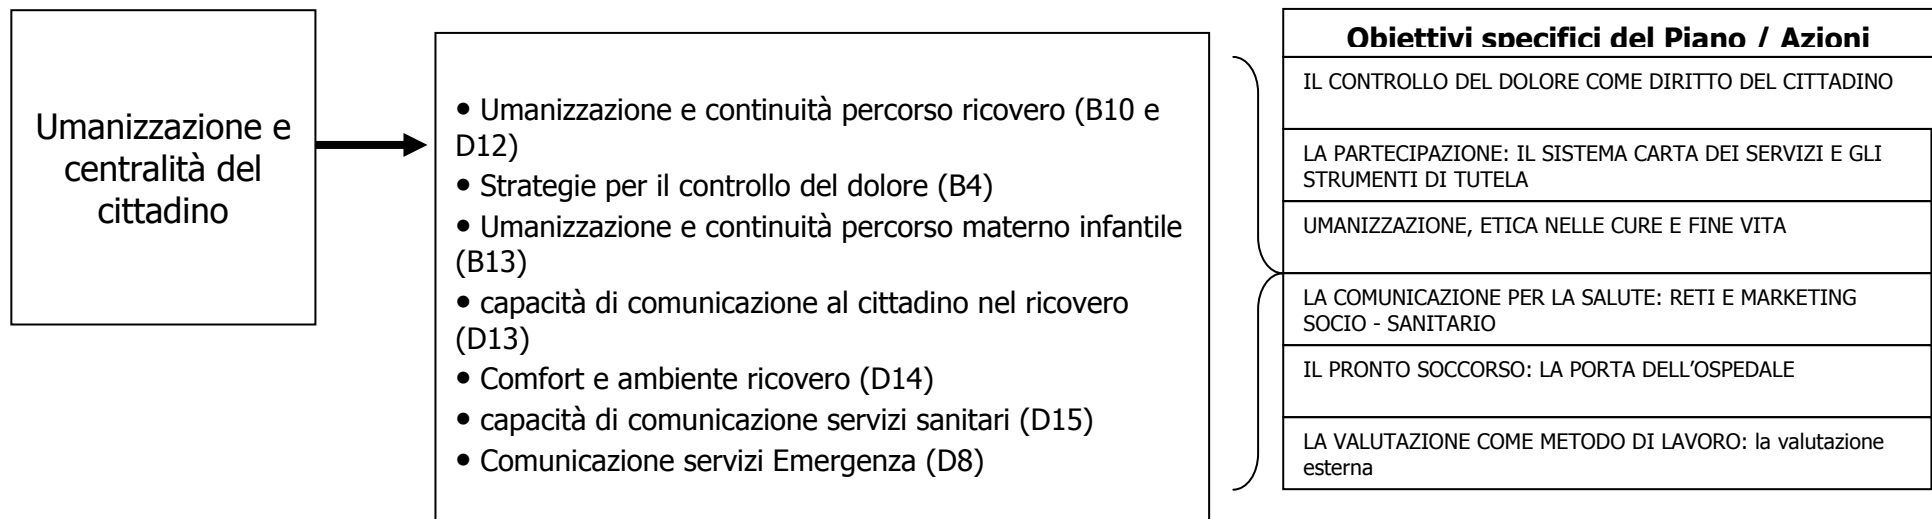 Umanizzazione e
centralità del
cittadino
• Umanizzazione e continuità percorso ricovero (B10 e
D12)
• Strategie per il controllo del dolore (B4)
• Umanizzazione e continuità percorso materno infantile
(B13)
• capacità di comunicazione al cittadino nel ricovero
(D13)
• Comfort e ambiente ricovero (D14)
• capacità di comunicazione servizi sanitari (D15)
• Comunicazione servizi Emergenza (D8)
Obiettivi specifici del Piano / Azioni
IL CONTROLLO DEL DOLORE COME DIRITTO DEL CITTADINO
LA PARTECIPAZIONE: IL SISTEMA CARTA DEI SERVIZI E GLI
STRUMENTI DI TUTELA
UMANIZZAZIONE, ETICA NELLE CURE E FINE VITA
LA COMUNICAZIONE PER LA SALUTE: RETI E MARKETING
SOCIO - SANITARIO
IL PRONTO SOCCORSO: LA PORTA DELL’OSPEDALE
LA VALUTAZIONE COME METODO DI LAVORO: la valutazione
esterna